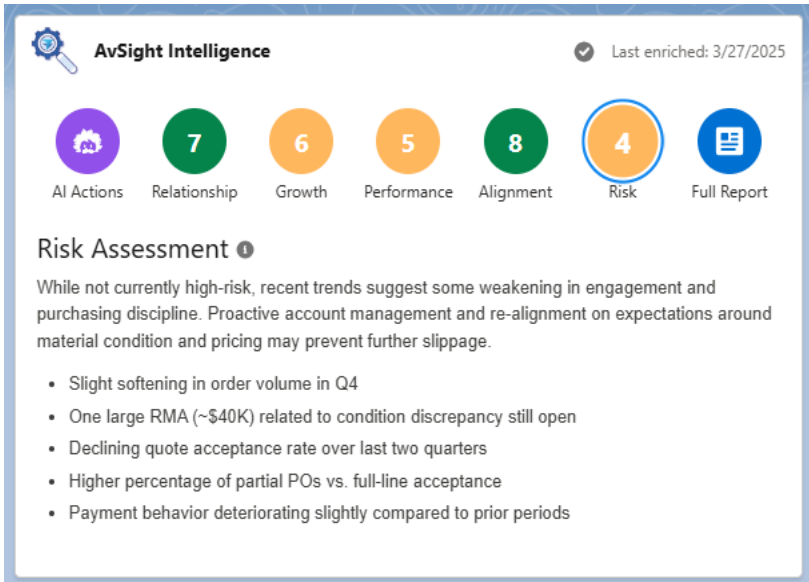 AvSight Intelligence
Last enriched: 3/27/2025
7
6
5
8
4
AI Actions
Relationship
Growth
Performance
Alignment
Risk
Full Report
Risk Assessment
While not currently high-risk, recent trends suggest some weakening in engagement and
purchasing discipline. Proactive account management and re-alignment on expectations around
material condition and pricing may prevent further slippage.
• Slight softening in order volume in Q4
• One large RMA (~$40K) related to condition discrepancy still open
• Declining quote acceptance rate over last two quarters
• Higher percentage of partial POs vs. full-line acceptance
• Payment behavior deteriorating slightly compared to prior periods